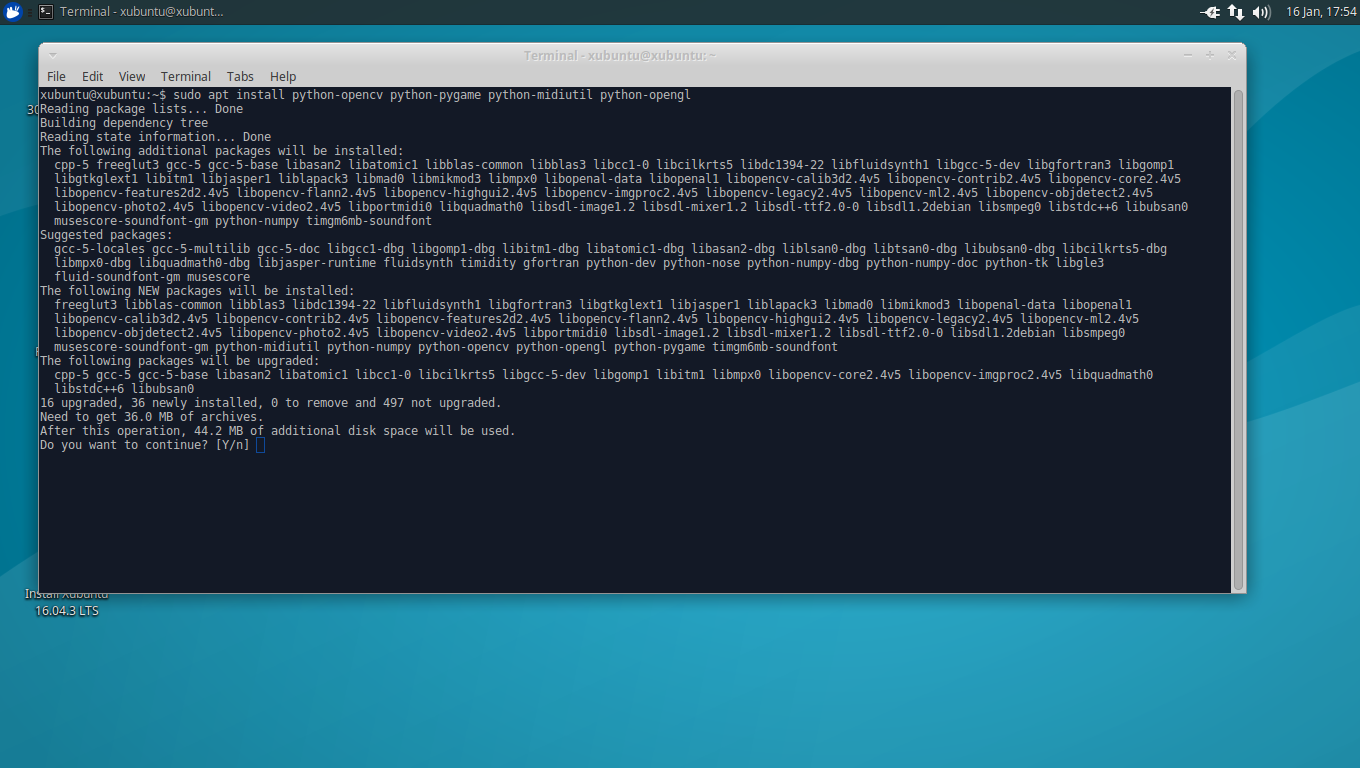 Terminal - xubuntu@xubunt...
16 Jan, 17:54
Terminal - xubuntu@xubuntu: ~
File Edit View Terminal Tabs Help
xubuntu@xubuntu:~$ sudo apt install python-opencv python-pygame python-midiutil python-opengl
Reading package lists... Done
Building dependency tree
Reading state information... Done
The following additional packages will be installed:
cpp-5 freeglut3 gcc-5 gcc-5-base libasan2 libatomic1 libblas-common libblas3 libcc1-0 libcilkrts5 libdc1394-22 libfluidsynth1 libgcc-5-dev libgfortran3 libgomp1
libgtkglext1 libitm1 libjasper1 liblapack3 libmad0 libmikmod3 libmpx0 libopenal-data libopenal1 libopencv-calib3d2.4v5 libopencv-contrib2.4v5 libopencv-core2.4v5
libopencv-features2d2.4v5 libopencv-flann2.4v5 libopencv-highgui2.4v5 libopencv-imgproc2.4v5 libopencv-legacy2.4v5 libopencv-ml2.4v5 libopencv-objdetect2.4v5
libopencv-photo2.4v5 libopencv-video2.4v5 libportmidi0 libquadmath0 libsdl-image1.2 libsdl-mixer1.2 libsdl-ttf2.0-0 libsdl1.2debian libsmpeg0 libstdc++6 libubsan0
musescore-soundfont-gm python-numpy timgm6mb-soundfont
Suggested packages:
gcc-5-locales gcc-5-multilib gcc-5-doc libgcc1-dbg libgomp1-dbg libitm1-dbg libatomic1-dbg libasan2-dbg liblsan0-dbg libtsan0-dbg libubsan0-dbg libcilkrts5-dbg
libmpx0-dbg libquadmath0-dbg libjasper-runtime fluidsynth timidity gfortran python-dev python-nose python-numpy-dbg python-numpy-doc python-tk libgle3
fluid-soundfont-gm musescore
The following NEW packages will be installed:
freeglut3 libblas-common libblas3 libdc1394-22 libfluidsynth1 libgfortran3 libgtkglext1 libjasper1 liblapack3 libmad0 libmikmod3 libopenal-data libopenal1
libopencv-calib3d2.4v5 libopencv-contrib2.4v5 libopencv-features2d2.4v5 libopencv-flann2.4v5 libopencv-highgui2.4v5 libopencv-legacy2.4v5 libopencv-ml2.4v5
libopencv-objdetect2.4v5 libopencv-photo2.4v5 libopencv-video2.4v5 libportmidi0 libsdl-image1.2 libsdl-mixer1.2 libsdl-ttf2.0-0 libsdl1.2debian libsmpeg0
musescore-soundfont-gm python-midiutil python-numpy python-opencv python-opengl python-pygame timgm6mb-soundfont
The following packages will be upgraded:
cpp-5 gcc-5 gcc-5-base libasan2 libatomic1 libcc1-0 libcilkrts5 libgcc-5-dev libgomp1 libitm1 libmpx0 libopencv-core2.4v5 libopencv-imgproc2.4v5 libquadmath0
libstdc++6 libubsan0
16 upgraded, 36 newly installed, 0 to remove and 497 not upgraded.
Need to get 36.0 MB of archives.
After this operation, 44.2 MB of additional disk space will be used.
Do you want to continue? [Y/n]
Install Xubuntu
16.04.3 LTS